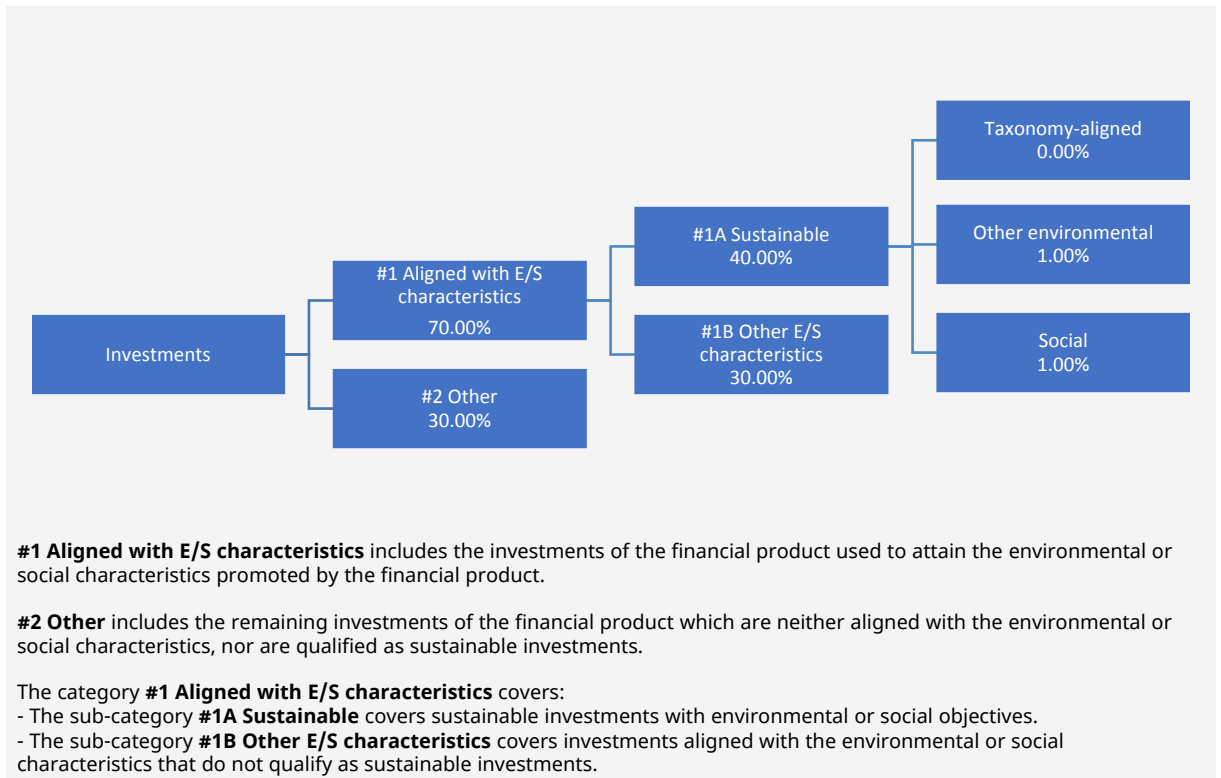 Investments
#1 Aligned with E/S
characteristics
70.00%
#2 Other
30.00%
#1A Sustainable
40.00%
#1B Other E/S
characteristics
30.00%
Taxonomy-aligned
0.00%
Other environmental
1.00%
Social
1.00%
#1 Aligned with E/S characteristics includes the investments of the financial product used to attain the environmental or
social characteristics promoted by the financial product.
#2 Other includes the remaining investments of the financial product which are neither aligned with the environmental or
social characteristics, nor are qualified as sustainable investments.
The category #1 Aligned with E/S characteristics covers:
- The sub-category #1A Sustainable covers sustainable investments with environmental or social objectives.
- The sub-category #1B Other E/S characteristics covers investments aligned with the environmental or social
characteristics that do not qualify as sustainable investments.